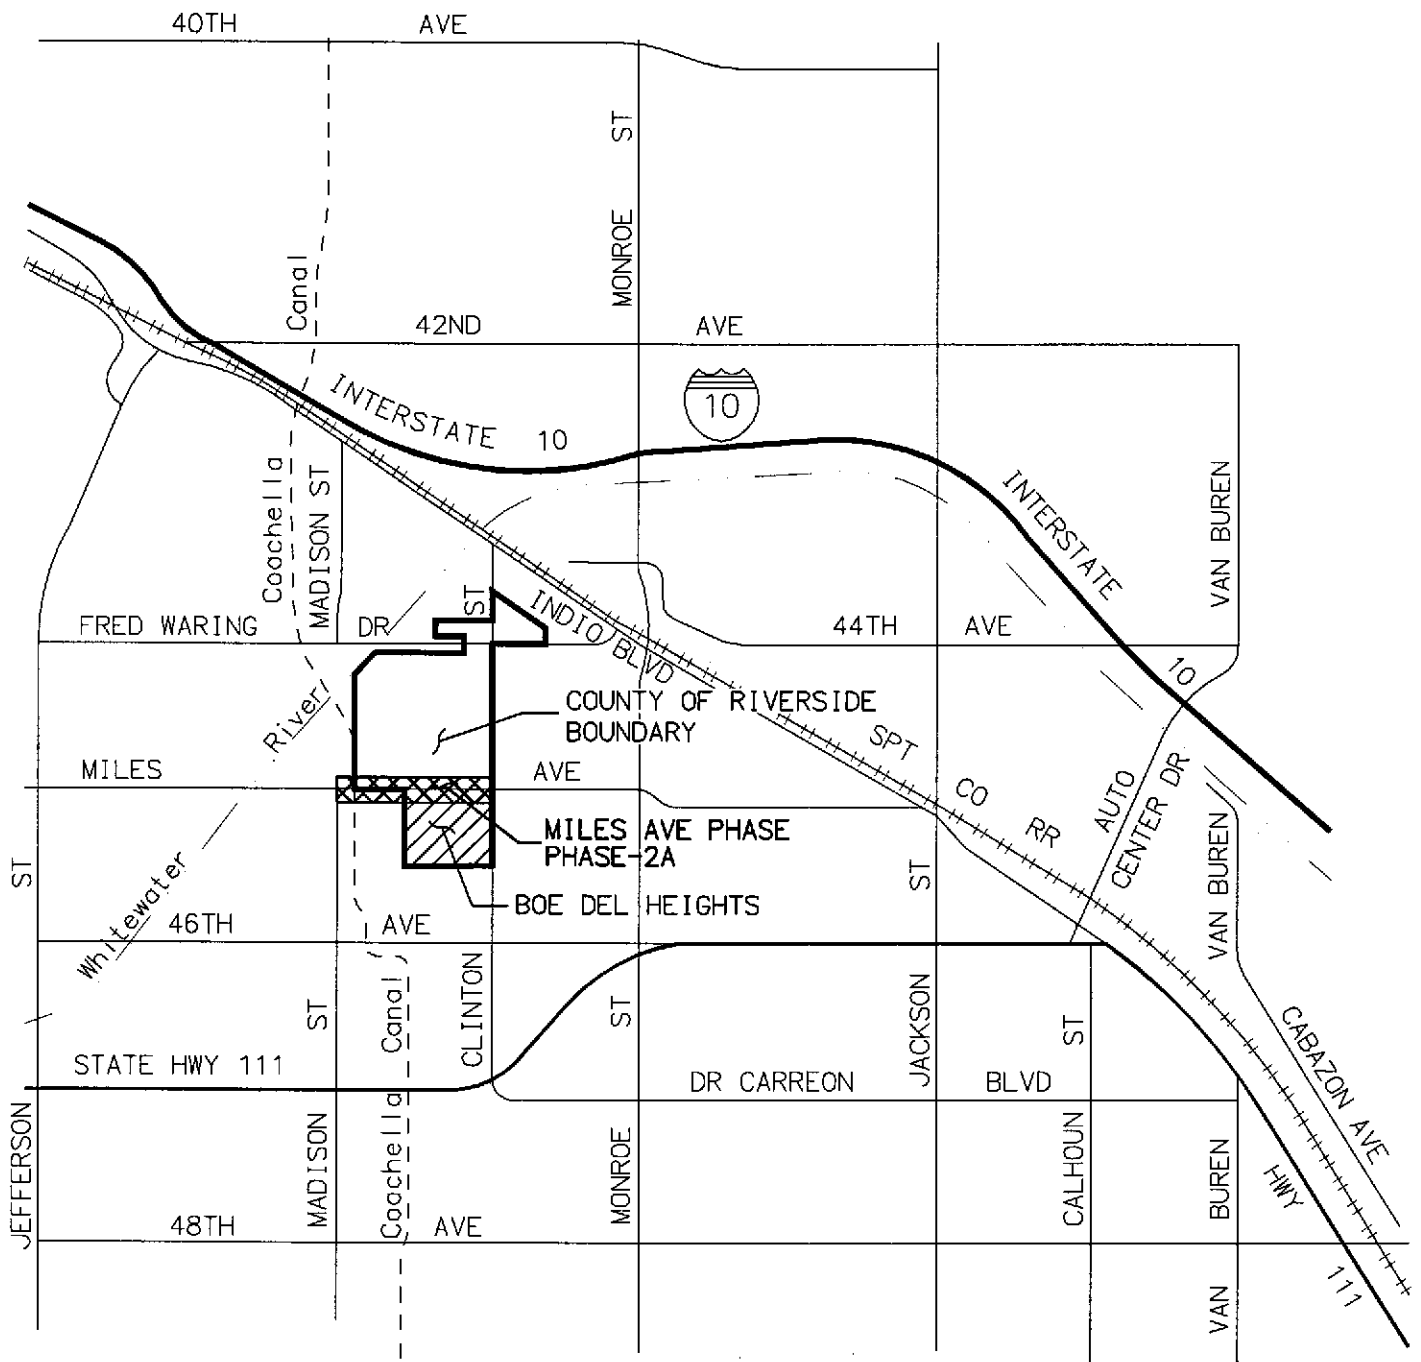 40TH AVE
MONROE ST
Coachella Canal
42ND AVE
INTERSTATE 10
10
INTERSTATE 10
VAN BUREN
MADISON ST
FRED WARING DR
ST
INDIO BLVD
44TH AVE
COUNTY OF RIVERSIDE
BOUNDARY
Whitewater River
MILES AVE
SPT CO RR
AUTO
CENTER DR
MILES AVE PHASE
PHASE-2A
BOE DEL HEIGHTS
VAN BUREN
46TH AVE
JEFFERSON ST
MADISON ST
Coachella Canal
CLINTON
MONROE ST
JACKSON ST
CALHOUN ST
CABAZON AVE
STATE HWY 111
DR CARREON BLVD
48TH AVE
VAN BUREN
HWY 111